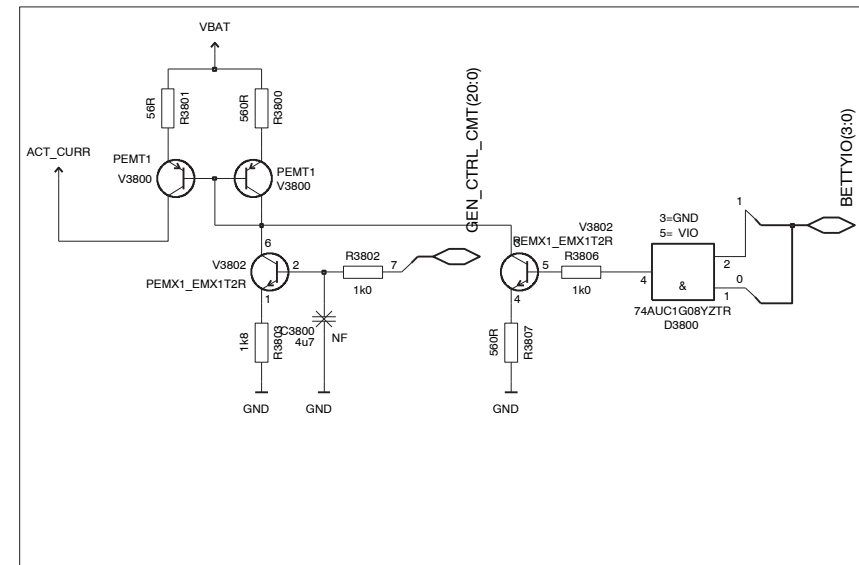 VBAT
56R
R3801
560R
R3800
GEN_CTRL_CMT(20:0)
BETTYIO(3:0)
ACT_CURR
PEMT1
V3800
PEMT1
V3800
6
V3802
PEMX1_EMX1T2R
2
1
R3802
1k0
7
3
V3802
PEMX1_EMX1T2R
5
4
R3806
1k0
4
3=GND
5= VIO
&
2
1
1
0
74AUC1G08YZTR
D3800
1k8
R3803
C3800
4u7
NF
560R
R3807
GND
GND
GND